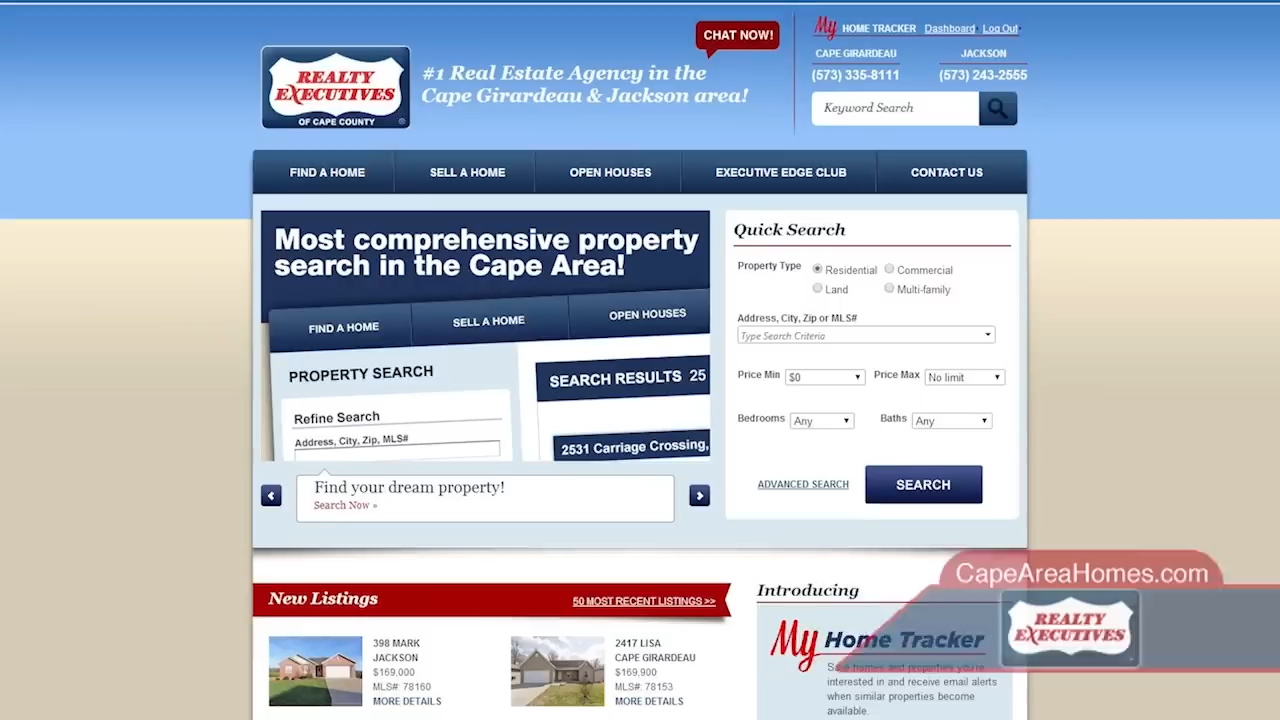 CHAT NOW!
My HOME TRACKER Dashboard Log Out
CAPE GIRARDEAU JACKSON
(573) 335-8111 (573) 243-2555
Keyword Search
REALTY
EXECUTIVES
OF CAPE COUNTY
®
#1 Real Estate Agency in the
Cape Girardeau & Jackson area!
FIND A HOME SELL A HOME OPEN HOUSES EXECUTIVE EDGE CLUB CONTACT US
Most comprehensive property
search in the Cape Area!
FIND A HOME SELL A HOME OPEN HOUSES
PROPERTY SEARCH
Refine Search
Address, City, Zip, MLS#
SEARCH RESULTS 25
2531 Carriage Crossing,
Find your dream property!
Search Now »
Quick Search
Property Type Residential Commercial
Land Multi-family
Address, City, Zip or MLS#
Type Search Criteria
Price Min $0 Price Max No limit
Bedrooms Any Baths Any
ADVANCED SEARCH SEARCH
New Listings 50 MOST RECENT LISTINGS >>
398 MARK
JACKSON
$169,000
MLS#: 78160
MORE DETAILS
2417 LISA
CAPE GIRARDEAU
$169,900
MLS#: 78153
MORE DETAILS
Introducing
My Home Tracker
Save homes and properties you're
interested in and receive email alerts
when similar properties become
available.
CapeAreaHomes.com
REALTY
EXECUTIVES